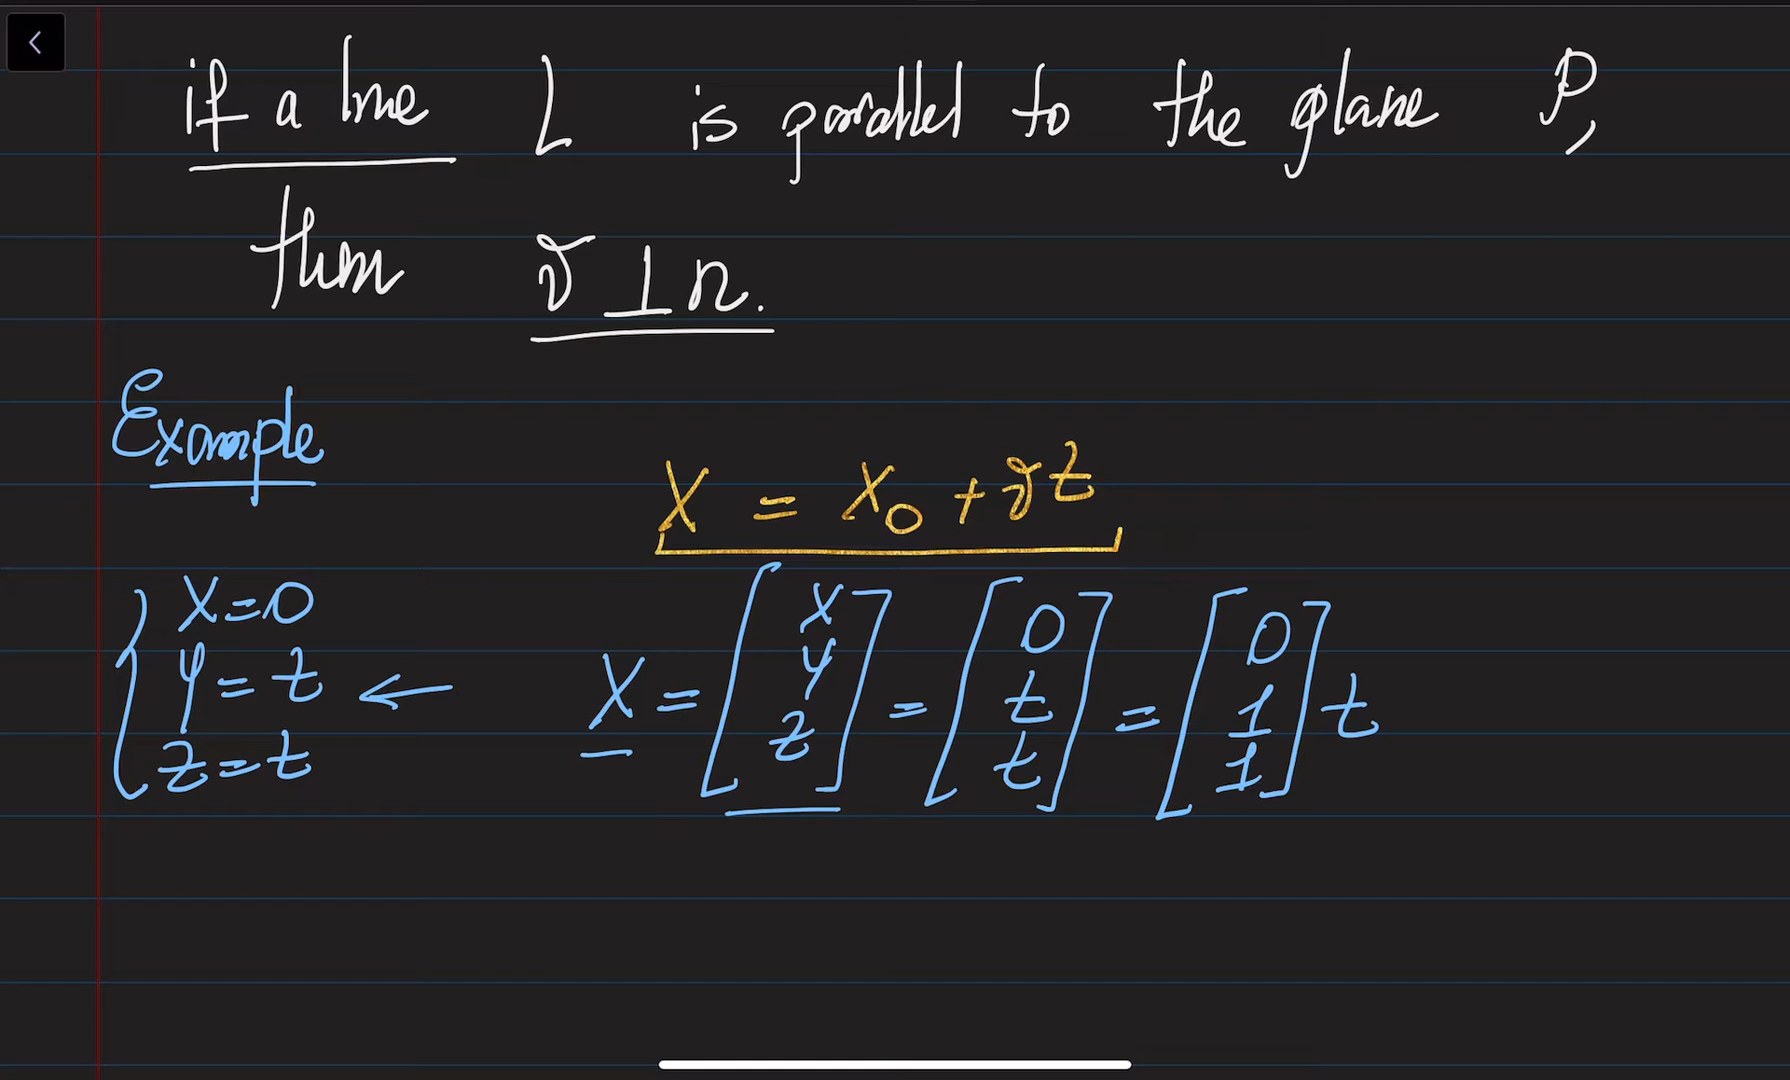 if a line L is parallel to the plane P,
then v ⊥ n.
Example
X = X₀ + vt
{ x=0
y=t ←
z=t
X = [x y z] = [0 t t] = [0 1 1] t